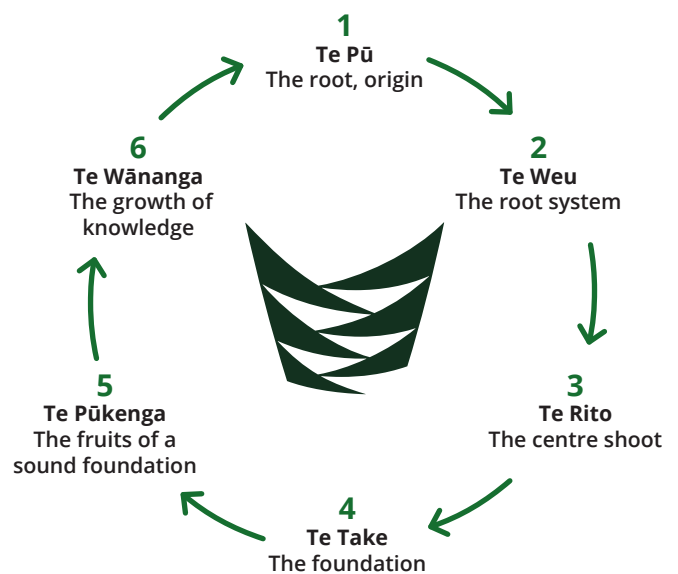 1
Te Pū
The root, origin
2
Te Weu
The root system
3
Te Rito
The centre shoot
4
Te Take
The foundation
5
Te Pūkenga
The fruits of a
sound foundation
6
Te Wānanga
The growth of
knowledge